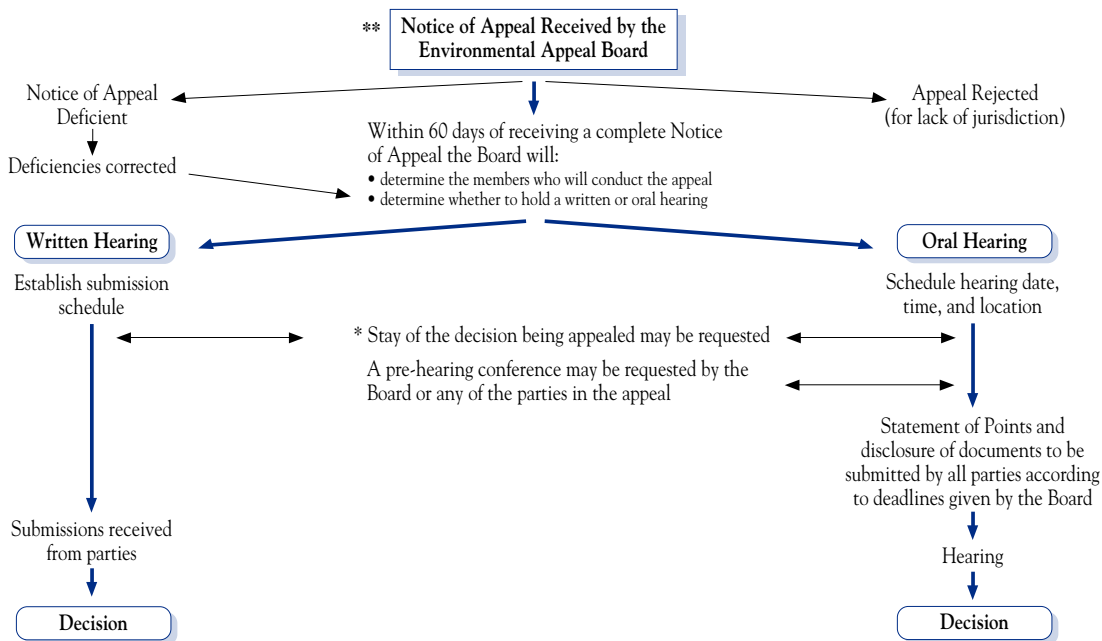 ** Notice of Appeal Received by the
Environmental Appeal Board
Notice of Appeal
Deficient
Appeal Rejected
(for lack of jurisdiction)
Deficiencies corrected
Within 60 days of receiving a complete Notice
of Appeal the Board will:
• determine the members who will conduct the appeal
• determine whether to hold a written or oral hearing
Written Hearing
Oral Hearing
Establish submission
schedule
Schedule hearing date,
time, and location
* Stay of the decision being appealed may be requested
A pre-hearing conference may be requested by the
Board or any of the parties in the appeal
Statement of Points and
disclosure of documents to be
submitted by all parties according
to deadlines given by the Board
Submissions received
from parties
Hearing
Decision
Decision